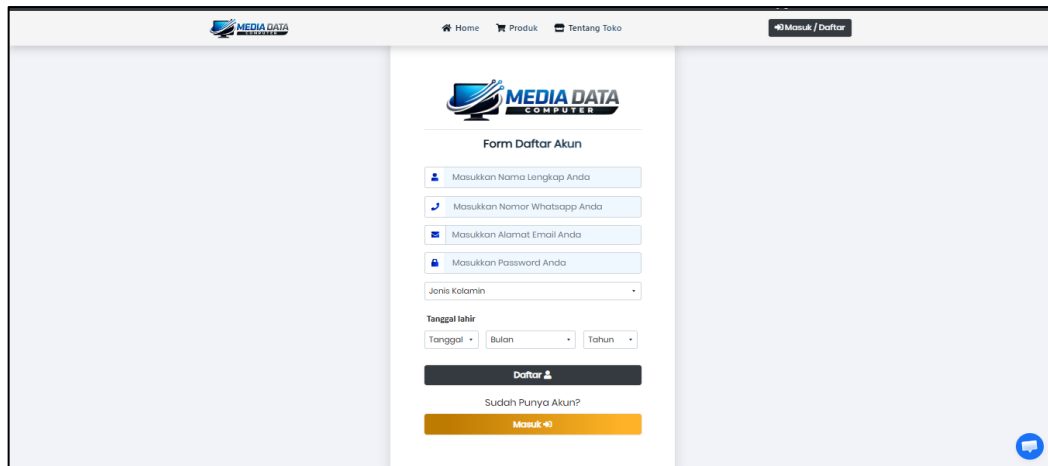 MEDIA DATA
COMPUTER
Home Produk Tentang Toko
Masuk / Daftar
MEDIA DATA
COMPUTER
Form Daftar Akun
Masukkan Nama Lengkap Anda
Masukkan Nomor Whatsapp Anda
Masukkan Alamat Email Anda
Masukkan Password Anda
Jenis Kelamin
Tanggal lahir
Tanggal Bulan Tahun
Daftar
Sudah Punya Akun?
Masuk